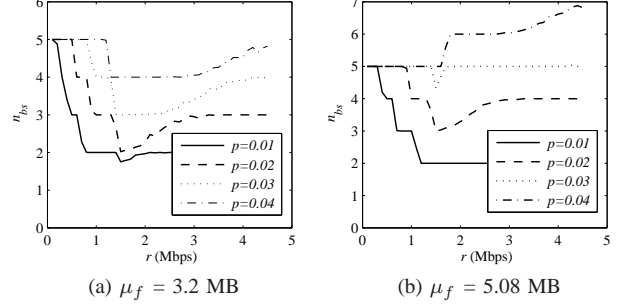 6
5
4
3
2
1
0
n_bs
0 1 2 3 4 5
r (Mbps)
p=0.01
p=0.02
p=0.03
p=0.04
(a) μ_f = 3.2 MB
7
6
5
4
3
2
1
0
n_bs
0 1 2 3 4 5
r (Mbps)
p=0.01
p=0.02
p=0.03
p=0.04
(b) μ_f = 5.08 MB